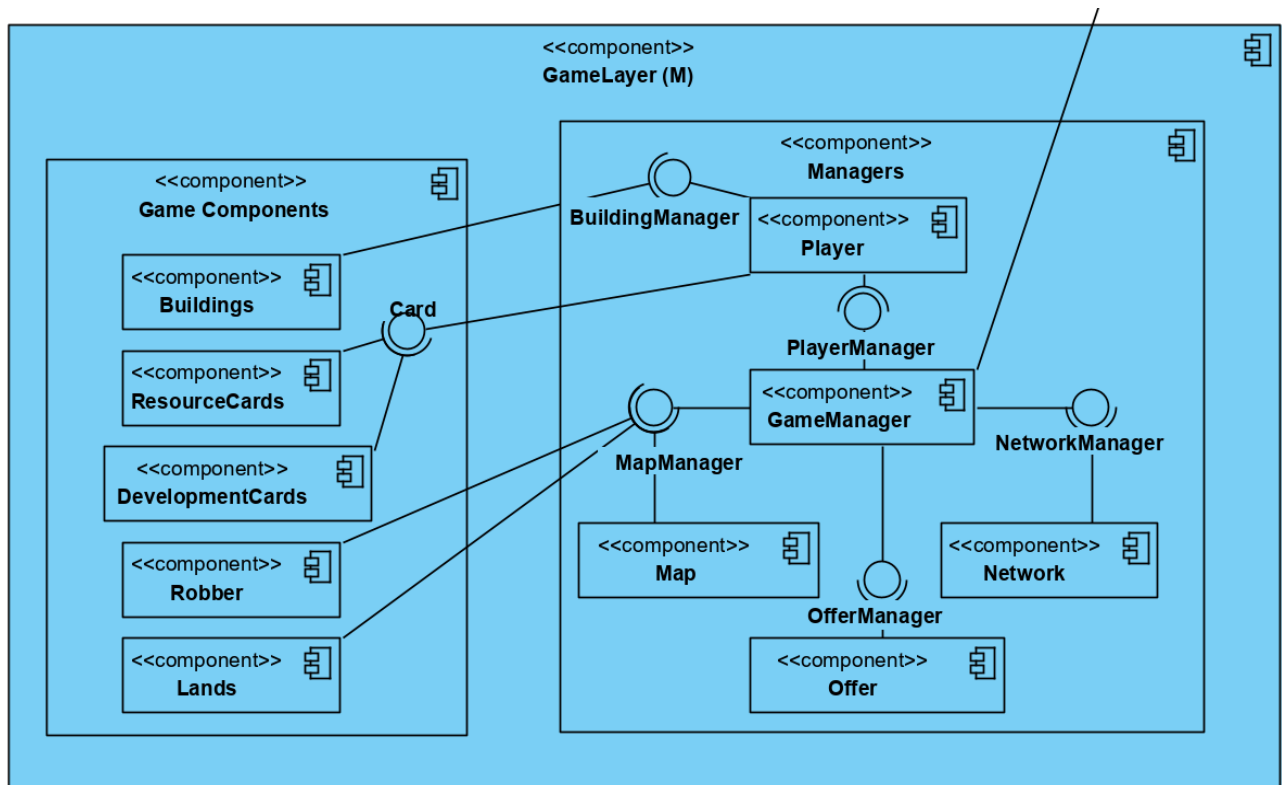 <<component>>
GameLayer (M)
<<component>>
Game Components
<<component>>
Buildings
Card
<<component>>
ResourceCards
<<component>>
DevelopmentCards
<<component>>
Robber
<<component>>
Lands
<<component>>
Managers
BuildingManager
<<component>>
Player
PlayerManager
<<component>>
GameManager
MapManager
NetworkManager
<<component>>
Map
<<component>>
Network
OfferManager
<<component>>
Offer